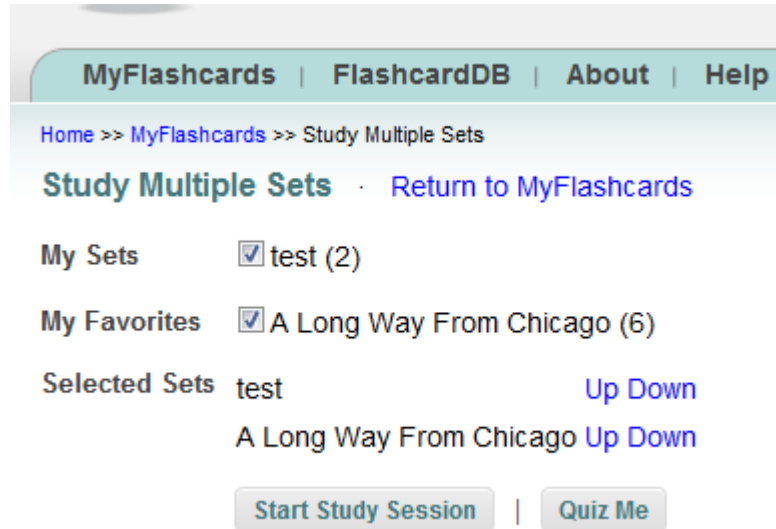 MyFlashcards | FlashcardDB | About | Help
Home >> MyFlashcards >> Study Multiple Sets
Study Multiple Sets · Return to MyFlashcards
My Sets test (2)
My Favorites A Long Way From Chicago (6)
Selected Sets test Up Down
A Long Way From Chicago Up Down
Start Study Session | Quiz Me